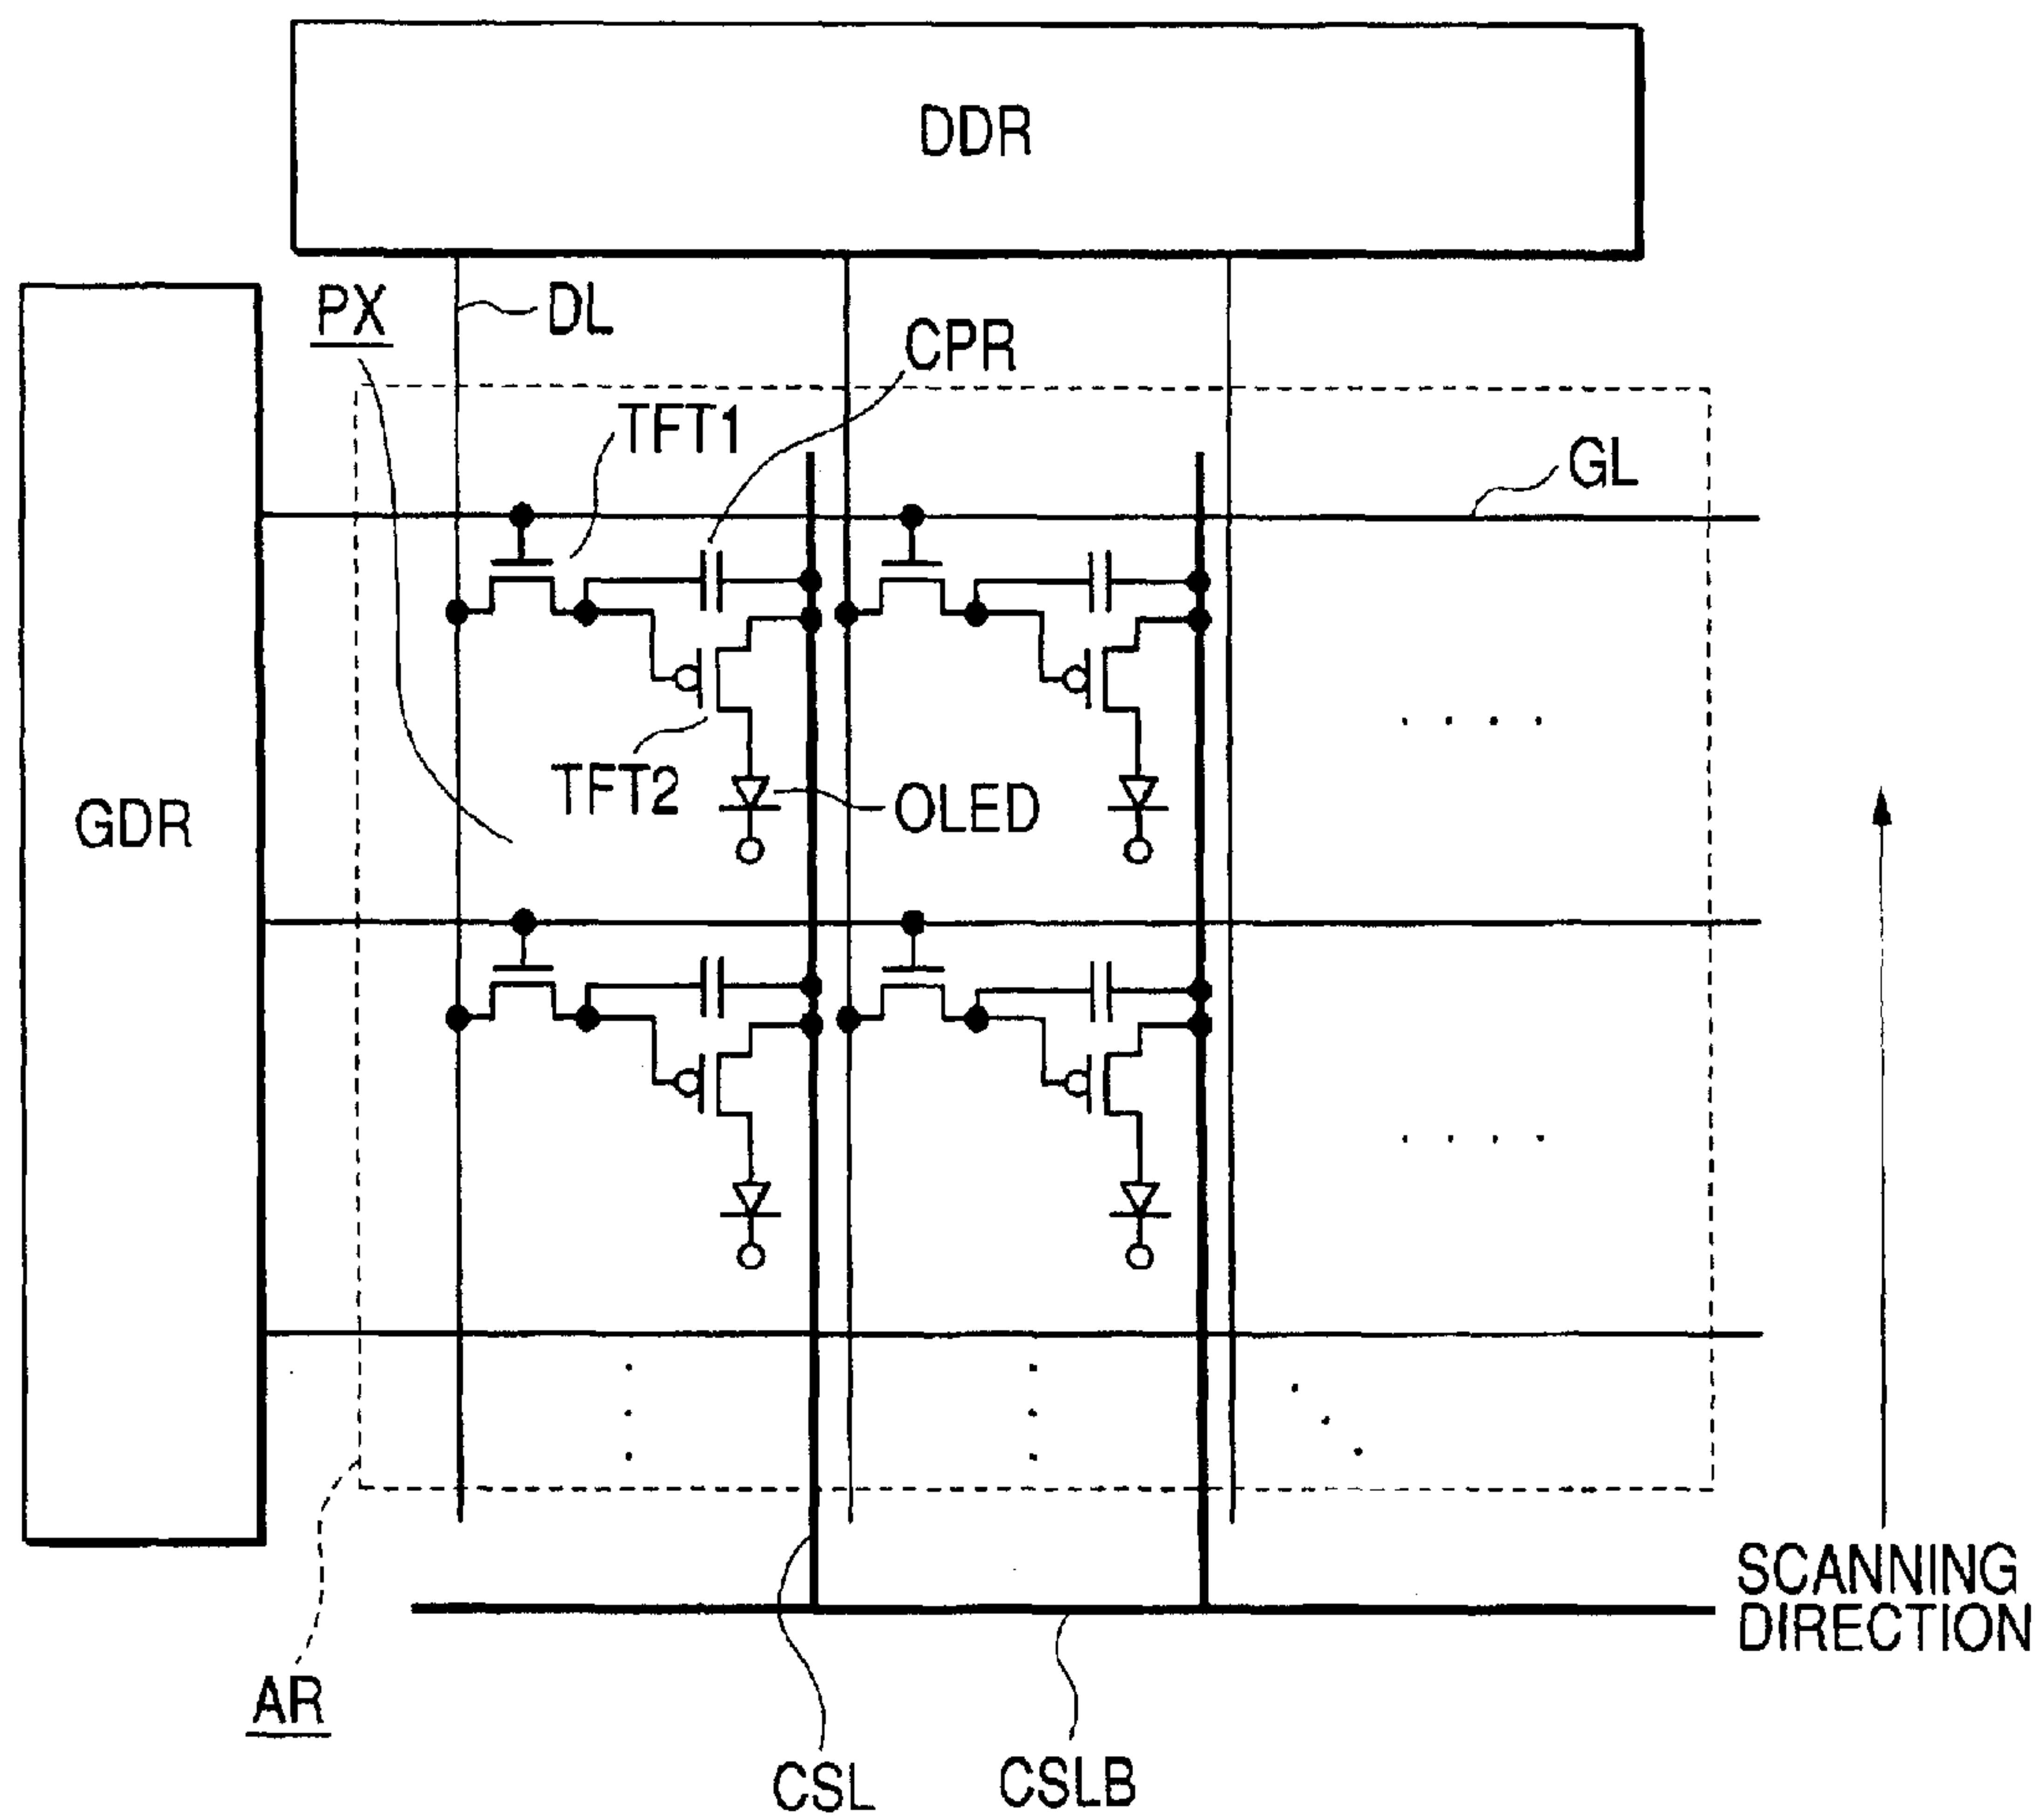 DDR
PX
DL
CPR
TFT1
GL
TFT2
OLED
GDR
SCANNING
DIRECTION
AR
CSL
CSLB